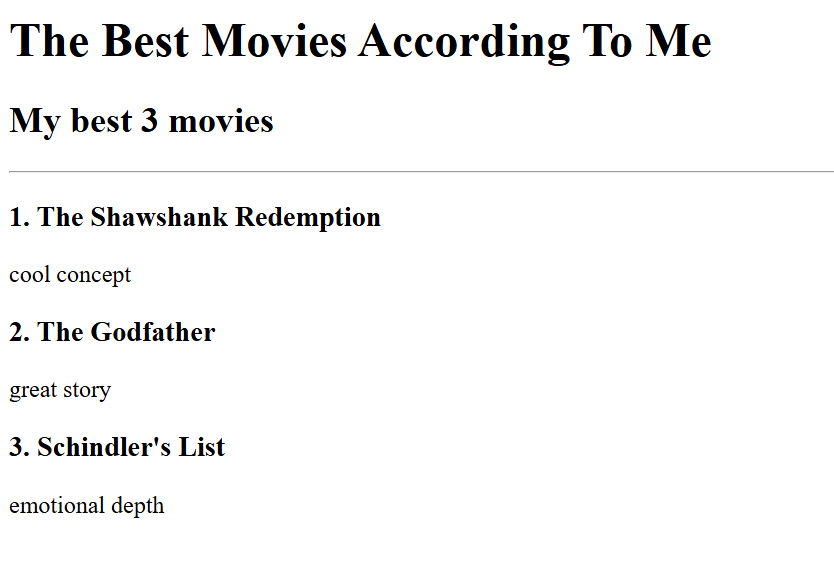 The Best Movies According To Me
My best 3 movies
1. The Shawshank Redemption
cool concept
2. The Godfather
great story
3. Schindler's List
emotional depth